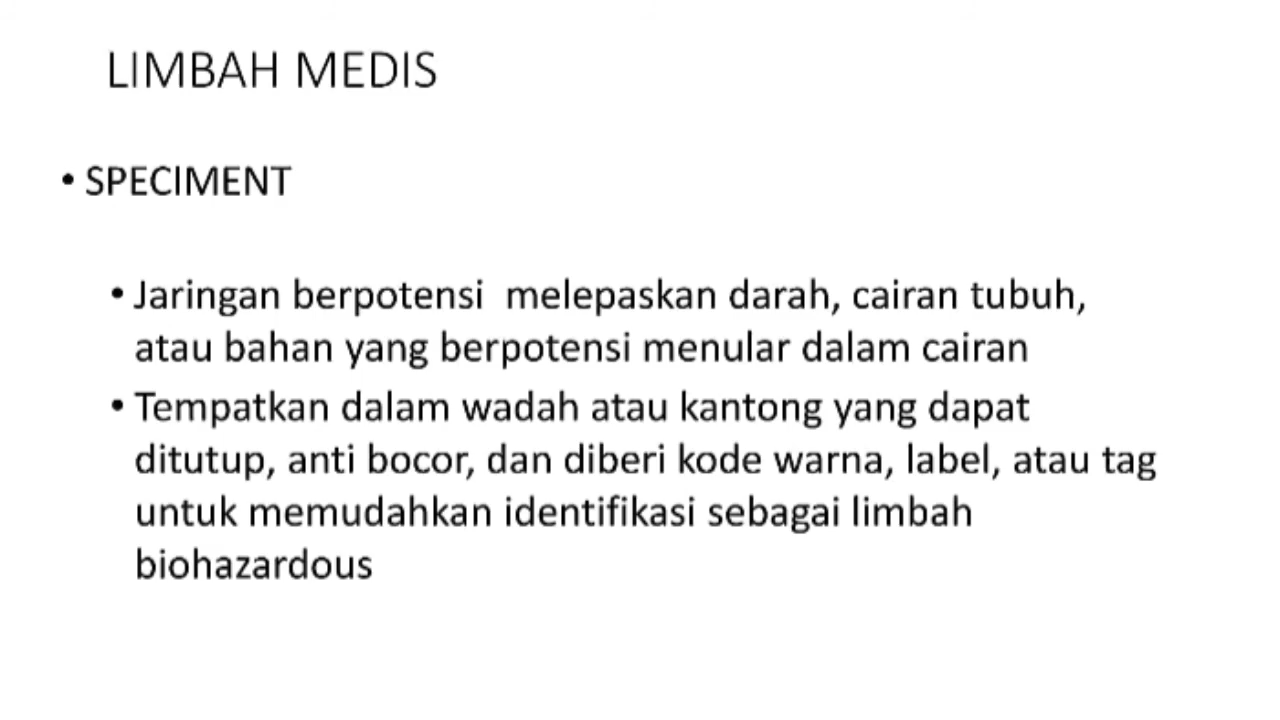 LIMBAH MEDIS
• SPECIMENT
• Jaringan berpotensi  melepaskan darah, cairan tubuh,
atau bahan yang berpotensi menular dalam cairan
• Tempatkan dalam wadah atau kantong yang dapat
ditutup, anti bocor, dan diberi kode warna, label, atau tag
untuk memudahkan identifikasi sebagai limbah
biohazardous